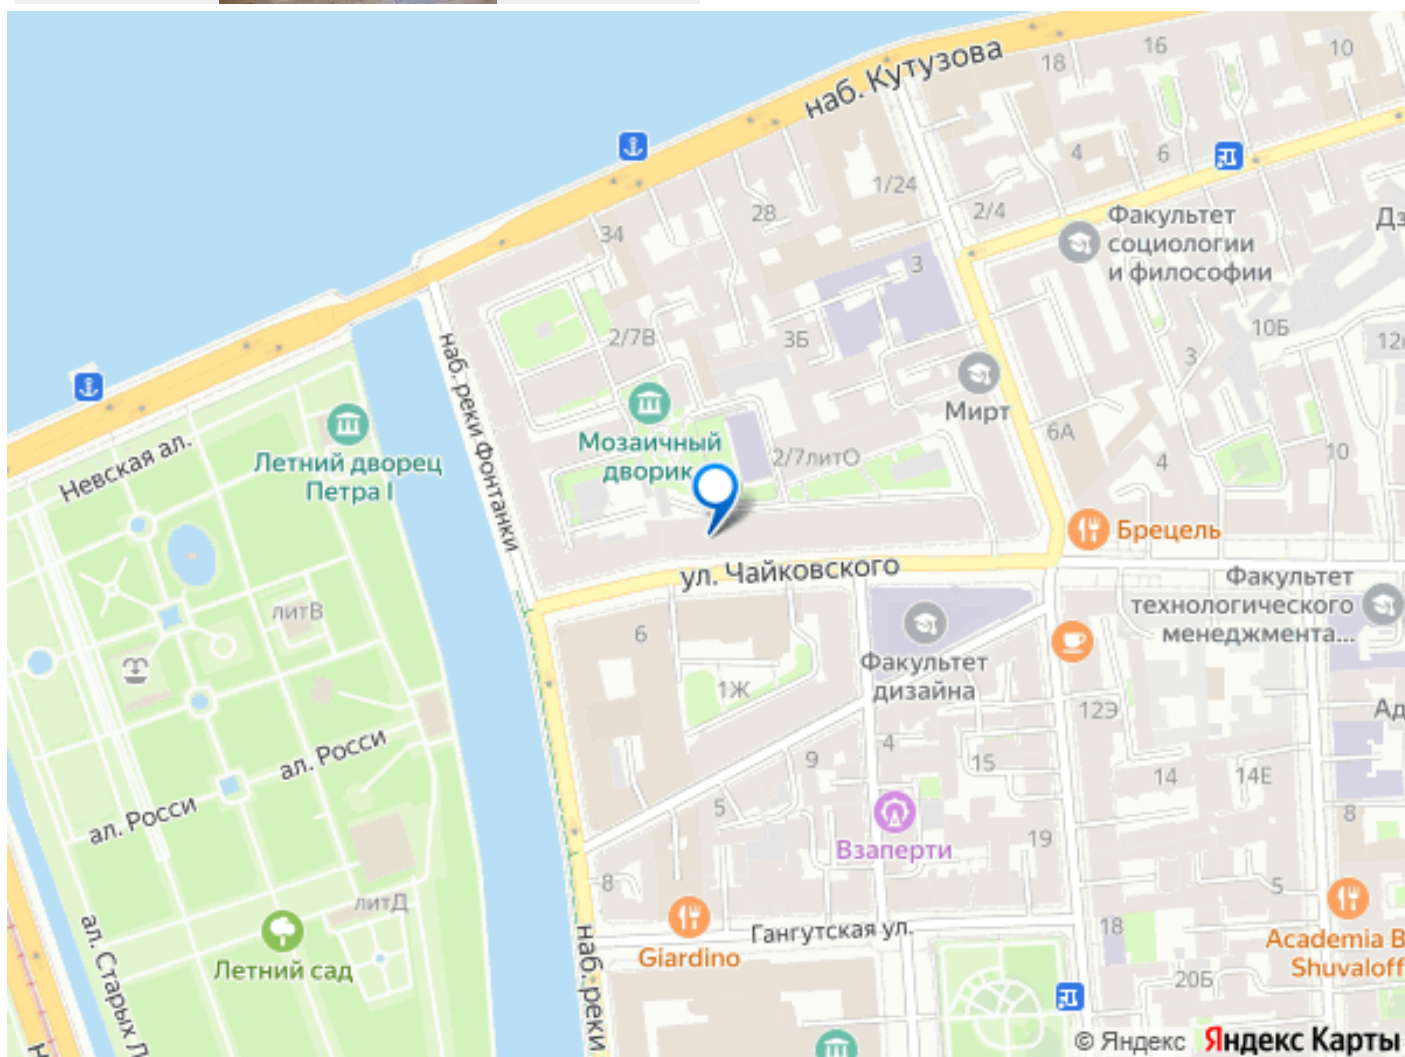 наб. Кутузова
16
10
18
4
6
1/24
2/4
28
34
Факультет
социологии
и философии
Дз
3
2/7В
3Б
10Б
3
12
наб. реки Фонтанки
Невская ал.
Летний дворец
Петра I
Мозаичный
дворик
Мирт
2/7литО
6А
4
10
Брецель
ул. Чайковского
Факультет
технологического
менеджмента...
литВ
6
Факультет
дизайна
1Ж
12Э
Ад
ал. Росси
ал. Росси
9
4
15
14
14Е
5
8
Взаперти
19
8
5
литД
ал. Старых Л
Летний сад
Giardino
Гангутская ул.
18
Academia B
Shuvaloff
наб. реки
20Б
Н
© Яндекс Яндекс Карты